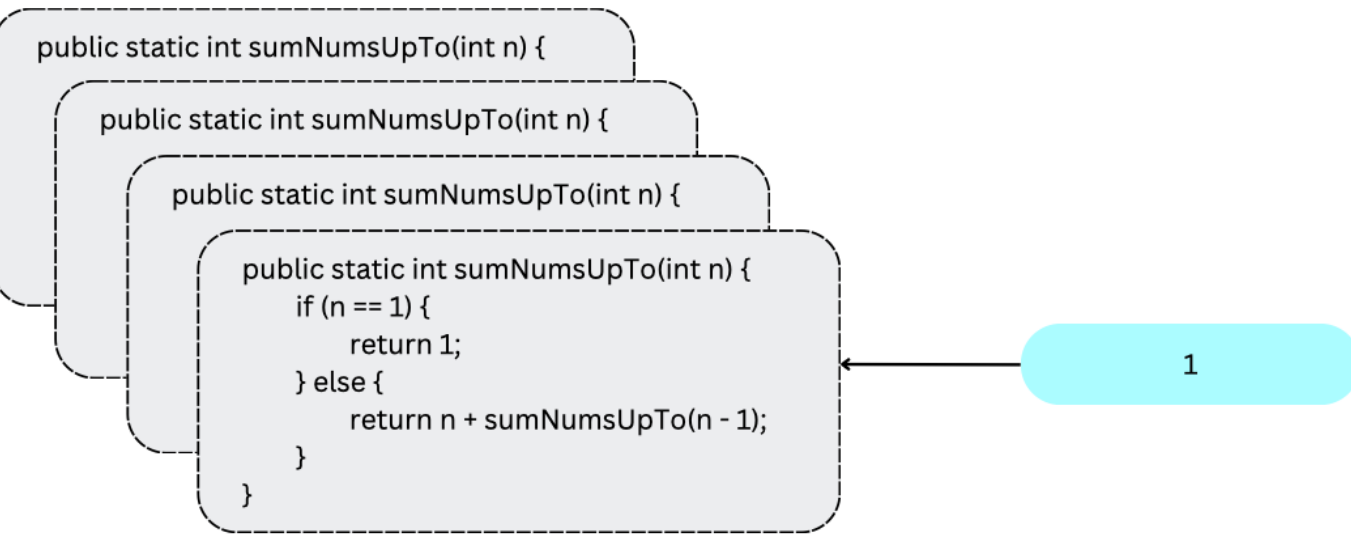 public static int sumNumsUpTo(int n) {
public static int sumNumsUpTo(int n) {
public static int sumNumsUpTo(int n) {
public static int sumNumsUpTo(int n) {
if (n == 1) {
return 1;
} else {
return n + sumNumsUpTo(n - 1);
}
}
1